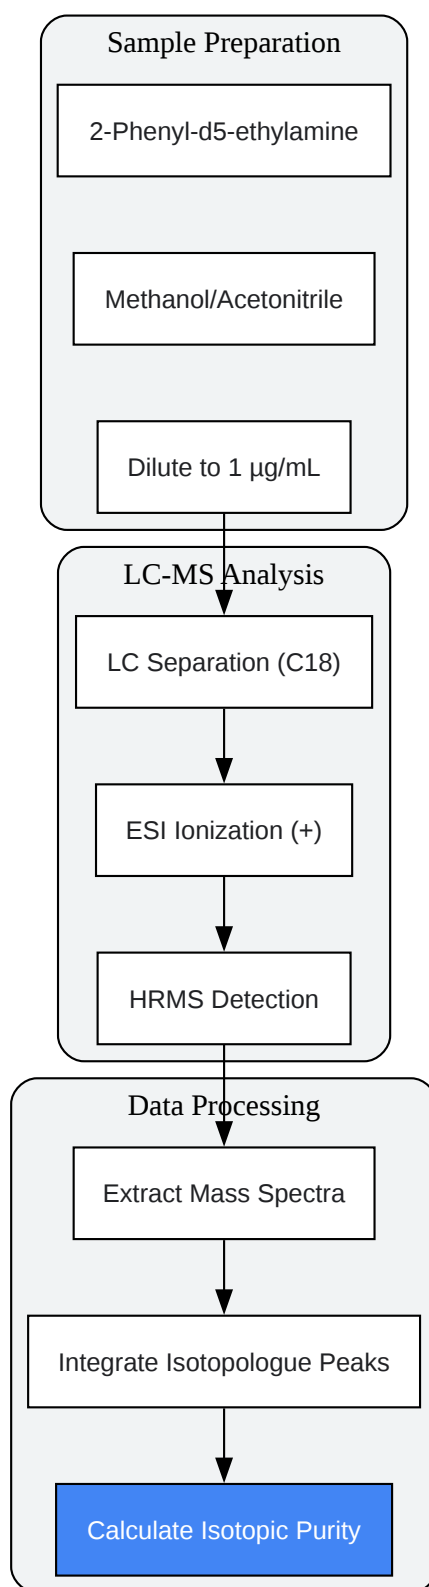 Sample Preparation
2-Phenyl-d5-ethylamine
Methanol/Acetonitrile
Dilute to 1 µg/mL
LC-MS Analysis
LC Separation (C18)
ESI Ionization (+)
HRMS Detection
Data Processing
Extract Mass Spectra
Integrate Isotopologue Peaks
Calculate Isotopic Purity